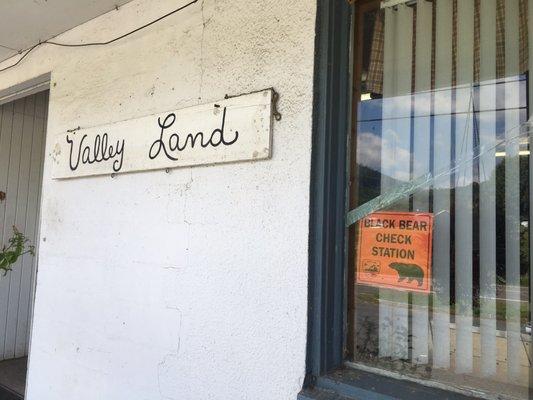 Valley Land
BLACK BEAR
CHECK
STATION